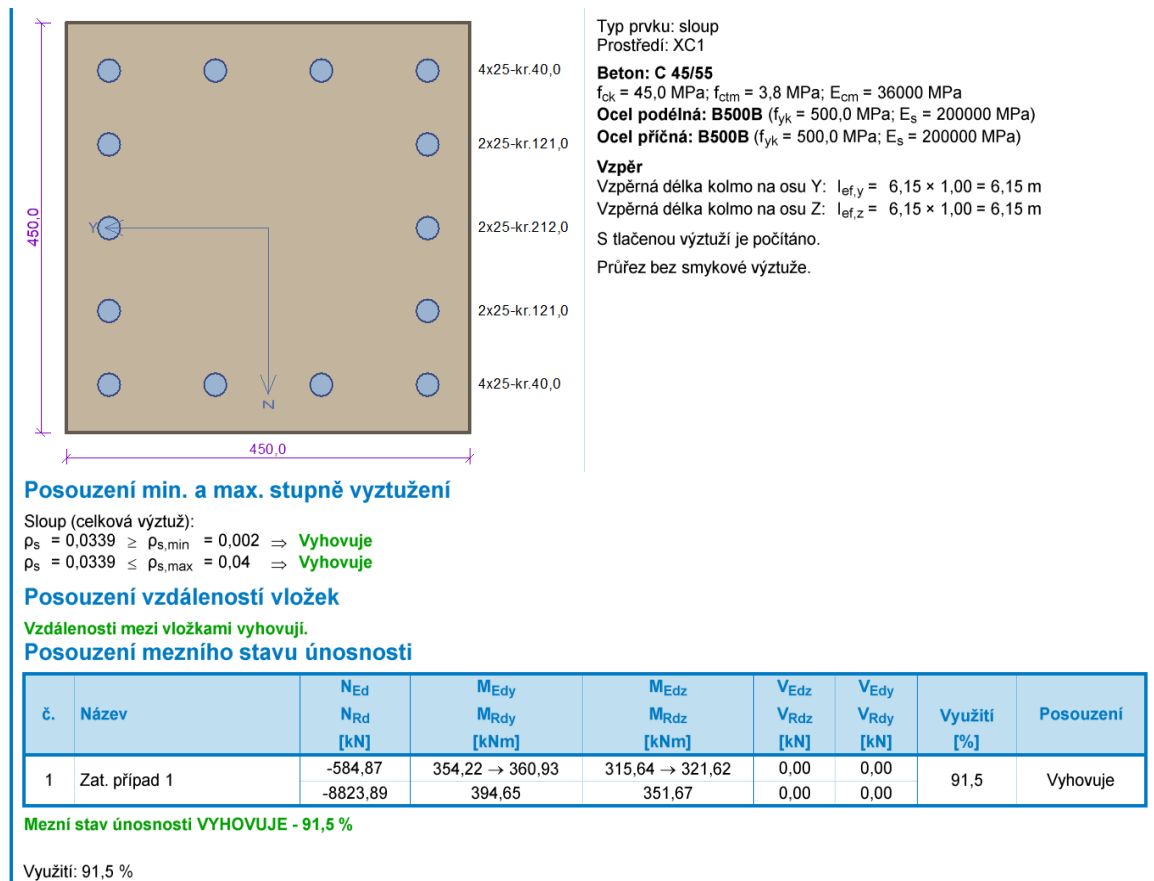 4x25-kr.40,0
2x25-kr.121,0
2x25-kr.212,0
2x25-kr.121,0
4x25-kr.40,0
450,0
Y
Z
450,0
Typ prvku: sloup
Prostředí: XC1
Beton: C 45/55
fck = 45,0 MPa; fctm = 3,8 MPa; Ecm = 36000 MPa
Ocel podélná: B500B (fyk = 500,0 MPa; Es = 200000 MPa)
Ocel příčná: B500B (fyk = 500,0 MPa; Es = 200000 MPa)
Vzpěr
Vzpěrná délka kolmo na osu Y: lef,y = 6,15 × 1,00 = 6,15 m
Vzpěrná délka kolmo na osu Z: lef,z = 6,15 × 1,00 = 6,15 m
S tlačenou výztuží je počítáno.
Průřez bez smykové výztuže.
Posouzení min. a max. stupně vyztužení
Sloup (celková výztuž):
ρs = 0,0339 ≥ ρs,min = 0,002 ⇒ Vyhovuje
ρs = 0,0339 ≤ ρs,max = 0,04 ⇒ Vyhovuje
Posouzení vzdáleností vložek
Vzdálenosti mezi vložkami vyhovují.
Posouzení mezního stavu únosnosti
NEd MEdy MEdz VEdz VEdy
č. Název NRd MRdy MRdz VRdz VRdy Využití Posouzení
[kN] [kNm] [kNm] [kN] [kN] [%]
1 Zat. případ 1 -584,87 354,22 → 360,93 315,64 → 321,62 0,00 0,00 91,5 Vyhovuje
-8823,89 394,65 351,67 0,00 0,00
Mezní stav únosnosti VYHOVUJE - 91,5 %
Využití: 91,5 %